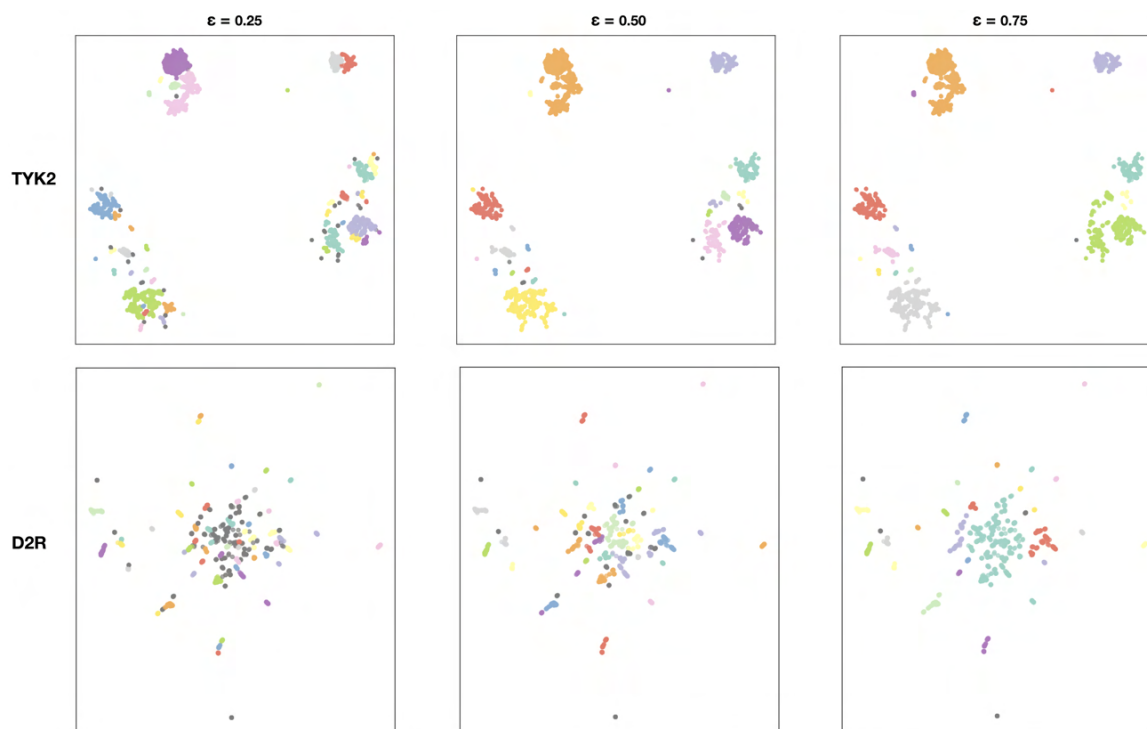 ε = 0.25 ε = 0.50 ε = 0.75
TYK2
D2R